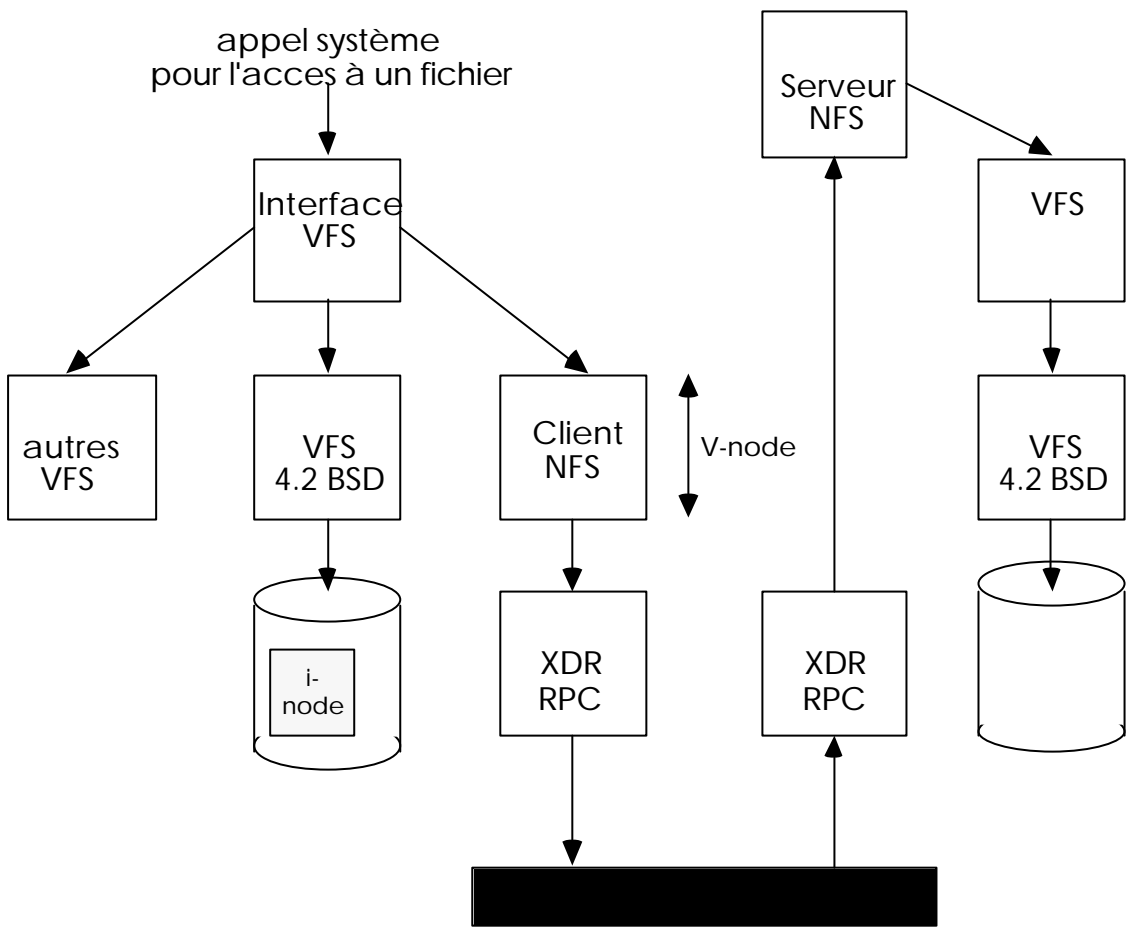 appel système
pour l'acces à un fichier
Interface
VFS
autres
VFS
VFS
4.2 BSD
Client
NFS
V-node
i-
node
XDR
RPC
XDR
RPC
Serveur
NFS
VFS
VFS
4.2 BSD